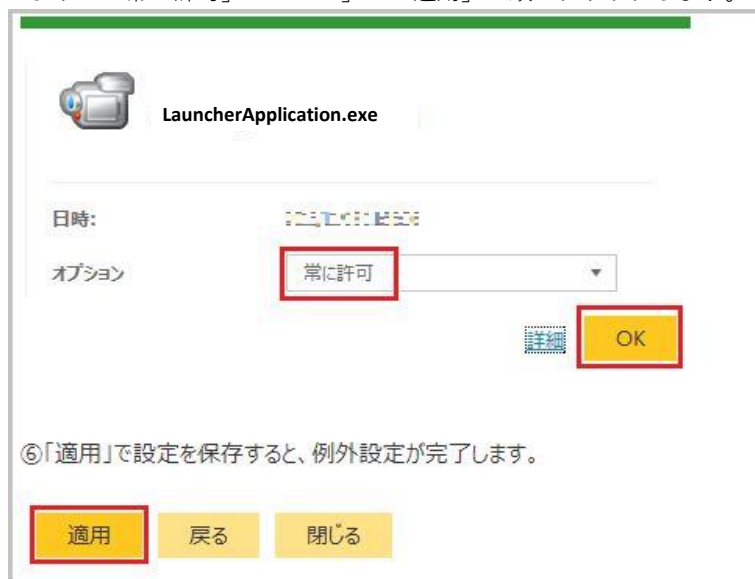 LauncherApplication.exe
日時:
オプション 常に許可
詳細 OK
⑥「適用」で設定を保存すると、例外設定が完了します。
適用 戻る 閉じる